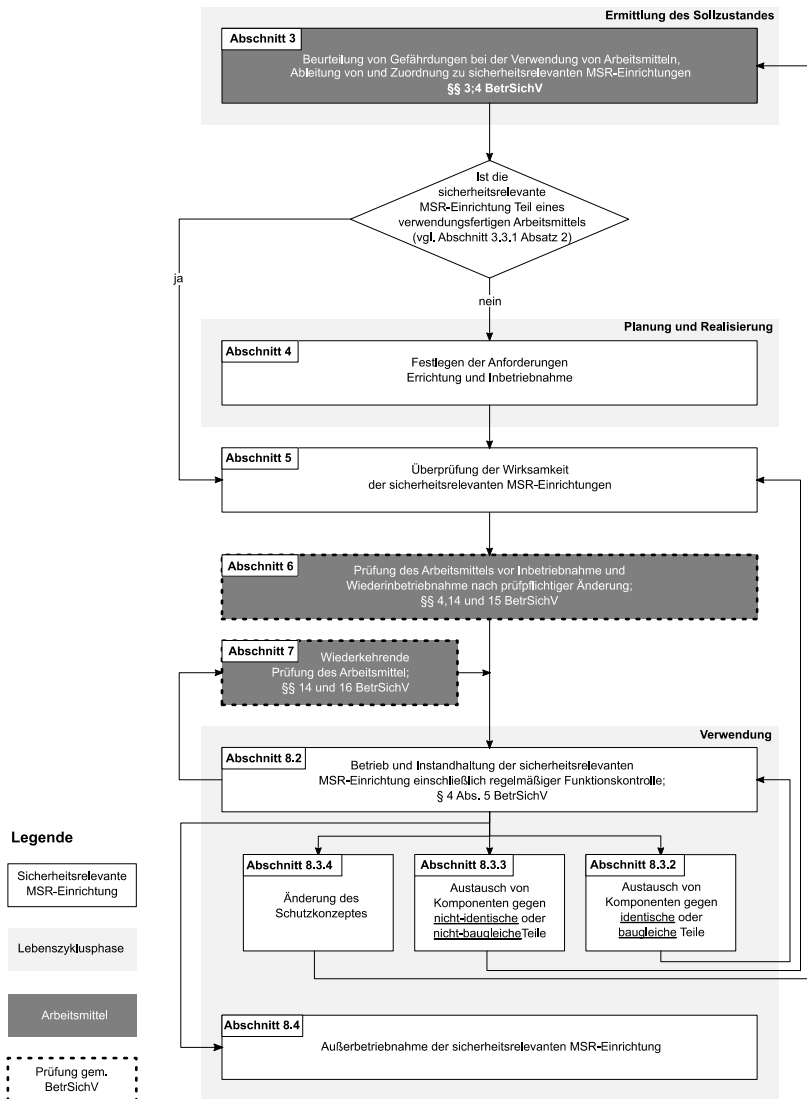 Ermittlung des Sollzustandes
Abschnitt 3
Beurteilung von Gefährdungen bei der Verwendung von Arbeitsmitteln,
Ableitung von und Zuordnung zu sicherheitsrelevanten MSR-Einrichtungen
§§ 3;4 BetrSichV
Ist die
sicherheitsrelevante
MSR-Einrichtung Teil eines
verwendungsfertigen Arbeitsmittels
(vgl. Abschnitt 3.3.1 Absatz 2)
ja
nein
Planung und Realisierung
Abschnitt 4
Festlegen der Anforderungen
Errichtung und Inbetriebnahme
Abschnitt 5
Überprüfung der Wirksamkeit
der sicherheitsrelevanten MSR-Einrichtungen
Abschnitt 6
Prüfung des Arbeitsmittels vor Inbetriebnahme und
Wiederinbetriebnahme nach prüfpflichtiger Änderung;
§§ 4,14 und 15 BetrSichV
Abschnitt 7
Wiederkehrende
Prüfung des Arbeitsmittel;
§§ 14 und 16 BetrSichV
Verwendung
Abschnitt 8.2
Betrieb und Instandhaltung der sicherheitsrelevanten
MSR-Einrichtung einschließlich regelmäßiger Funktionskontrolle;
§ 4 Abs. 5 BetrSichV
Abschnitt 8.3.4
Änderung des
Schutzkonzeptes
Abschnitt 8.3.3
Austausch von
Komponenten gegen
nicht-identische oder
nicht-baugleiche Teile
Abschnitt 8.3.2
Austausch von
Komponenten gegen
identische oder
baugleiche Teile
Abschnitt 8.4
Außerbetriebnahme der sicherheitsrelevanten MSR-Einrichtung
Legende
Sicherheitsrelevante
MSR-Einrichtung
Lebenszyklusphase
Arbeitsmittel
Prüfung gem.
BetrSichV